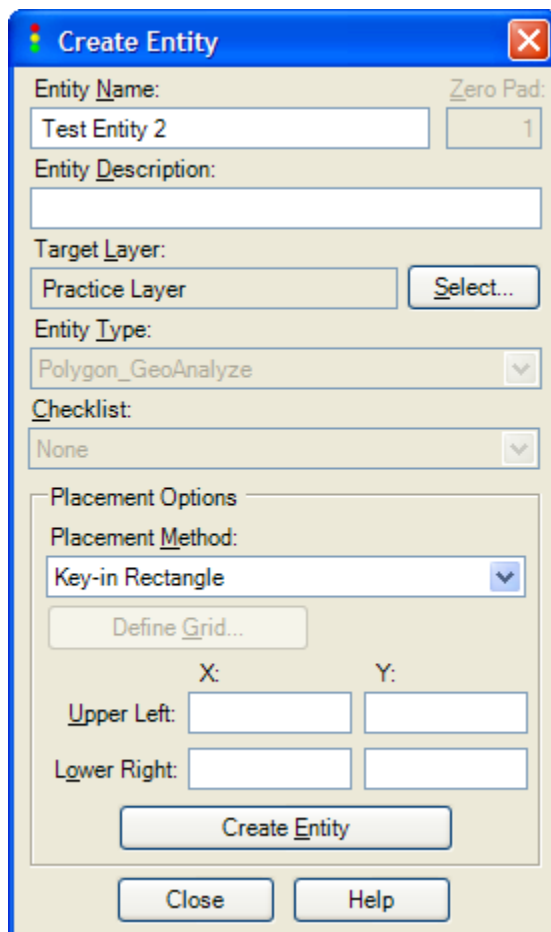 Create Entity
Entity Name: Zero Pad:
Test Entity 2 1
Entity Description:
Target Layer:
Practice Layer Select...
Entity Type:
Polygon_GeoAnalyze
Checklist:
None
Placement Options
Placement Method:
Key-in Rectangle
Define Grid...
X: Y:
Upper Left:
Lower Right:
Create Entity
Close Help